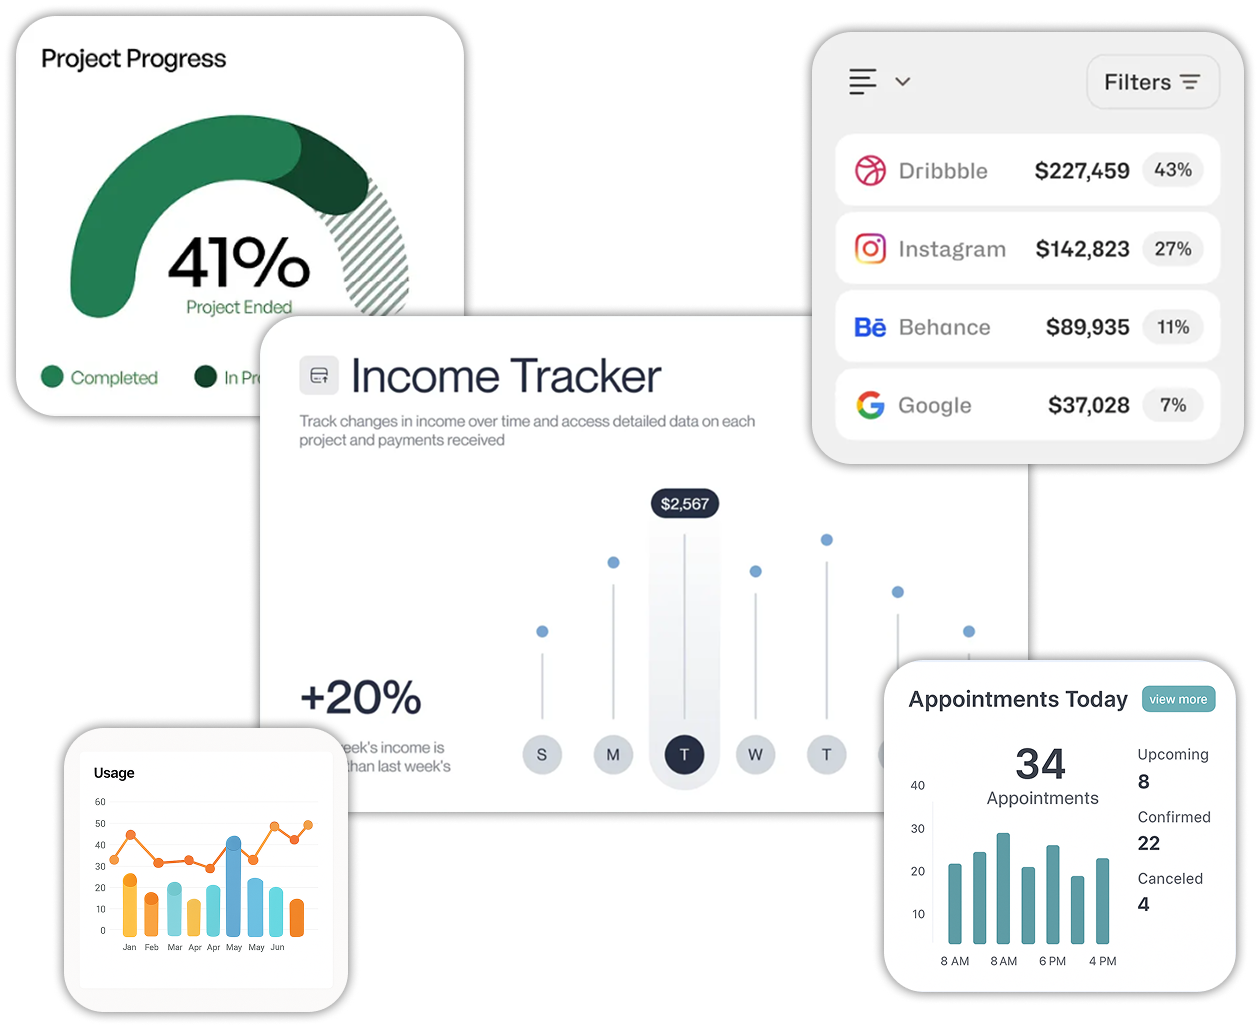 Project Progress
41%
Project Ended
Completed
In Pr
Filters
Dribbble $227,459 43%
Instagram $142,823 27%
Bē Behance $89,935 11%
Google $37,028 7%
Income Tracker
Track changes in income over time and access detailed data on each
project and payments received
$2,567
+20%
eek's income is
han last week's
S M T W T
Usage
60
50
40
30
20
10
0
Jan Feb Mar Apr Apr May May Jun
Appointments Today
view more
34
Appointments
Upcoming
8
Confirmed
22
Canceled
4
40
30
20
10
8 AM 8 AM 6 PM 4 PM